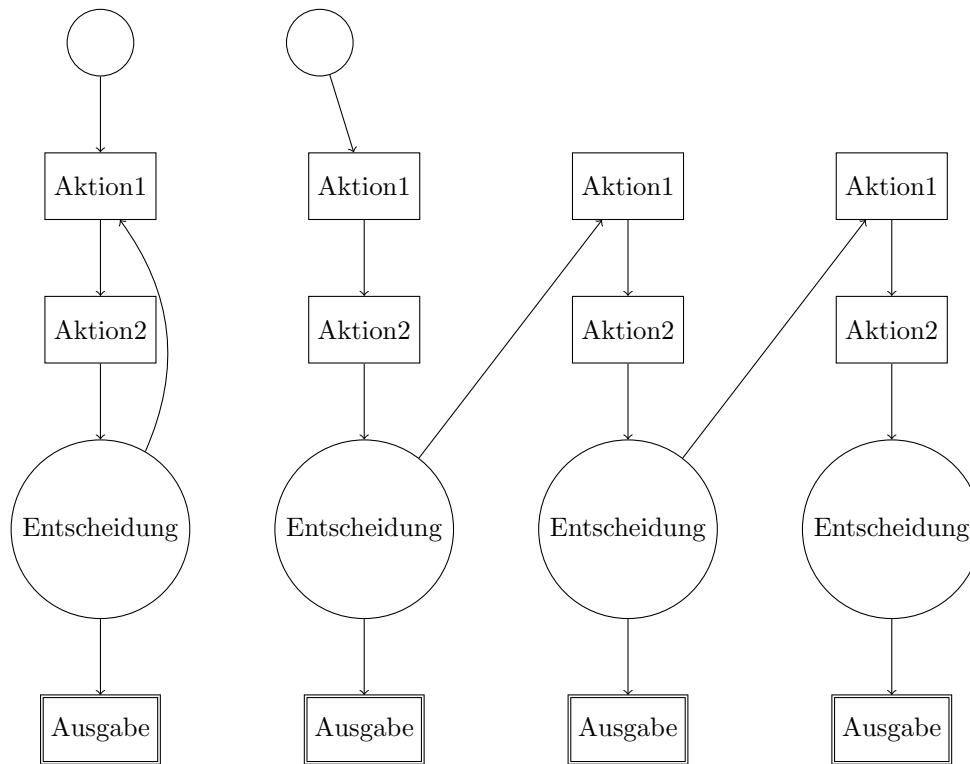 Aktion1 Aktion1 Aktion1 Aktion1
Aktion2 Aktion2 Aktion2 Aktion2
Entscheidung Entscheidung Entscheidung Entscheidung
Ausgabe Ausgabe Ausgabe Ausgabe